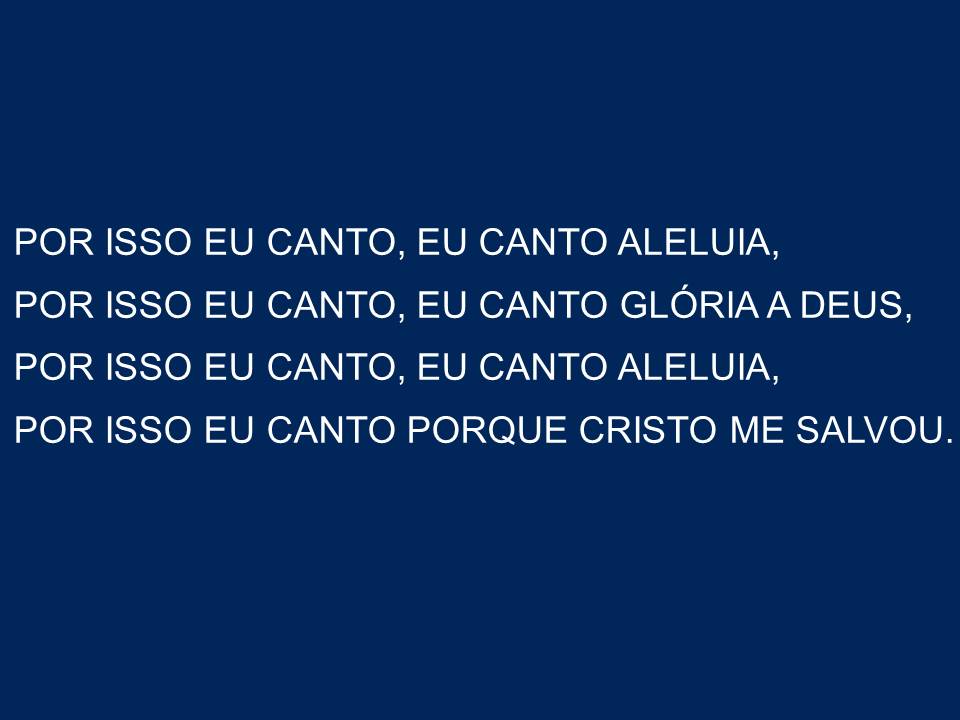 POR ISSO EU CANTO, EU CANTO ALELUIA,
POR ISSO EU CANTO, EU CANTO GLÓRIA A DEUS,
POR ISSO EU CANTO, EU CANTO ALELUIA,
POR ISSO EU CANTO PORQUE CRISTO ME SALVOU.